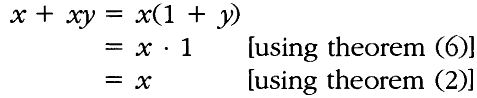 x + xy = x(1 + y)
= x · 1 [using theorem (6)]
= x [using theorem (2)]